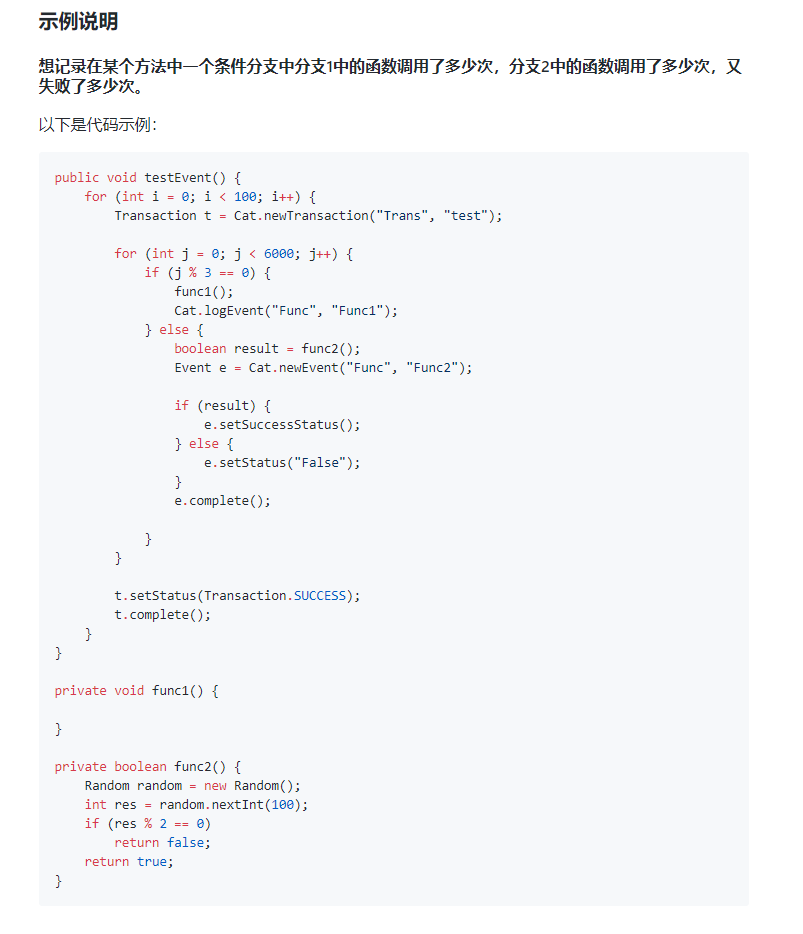 示例说明
想记录在某个方法中一个条件分支中分支1中的函数调用了多少次，分支2中的函数调用了多少次，又
失败了多少次。
以下是代码示例：
public void testEvent() {
    for (int i = 0; i < 100; i++) {
        Transaction t = Cat.newTransaction("Trans", "test");
        for (int j = 0; j < 6000; j++) {
            if (j % 3 == 0) {
                func1();
                Cat.logEvent("Func", "Func1");
            } else {
                boolean result = func2();
                Event e = Cat.newEvent("Func", "Func2");
                if (result) {
                    e.setSuccessStatus();
                } else {
                    e.setStatus("False");
                }
                e.complete();
            }
        }
        t.setStatus(Transaction.SUCCESS);
        t.complete();
    }
}
private void func1() {
}
private boolean func2() {
    Random random = new Random();
    int res = random.nextInt(100);
    if (res % 2 == 0)
        return false;
    return true;
}